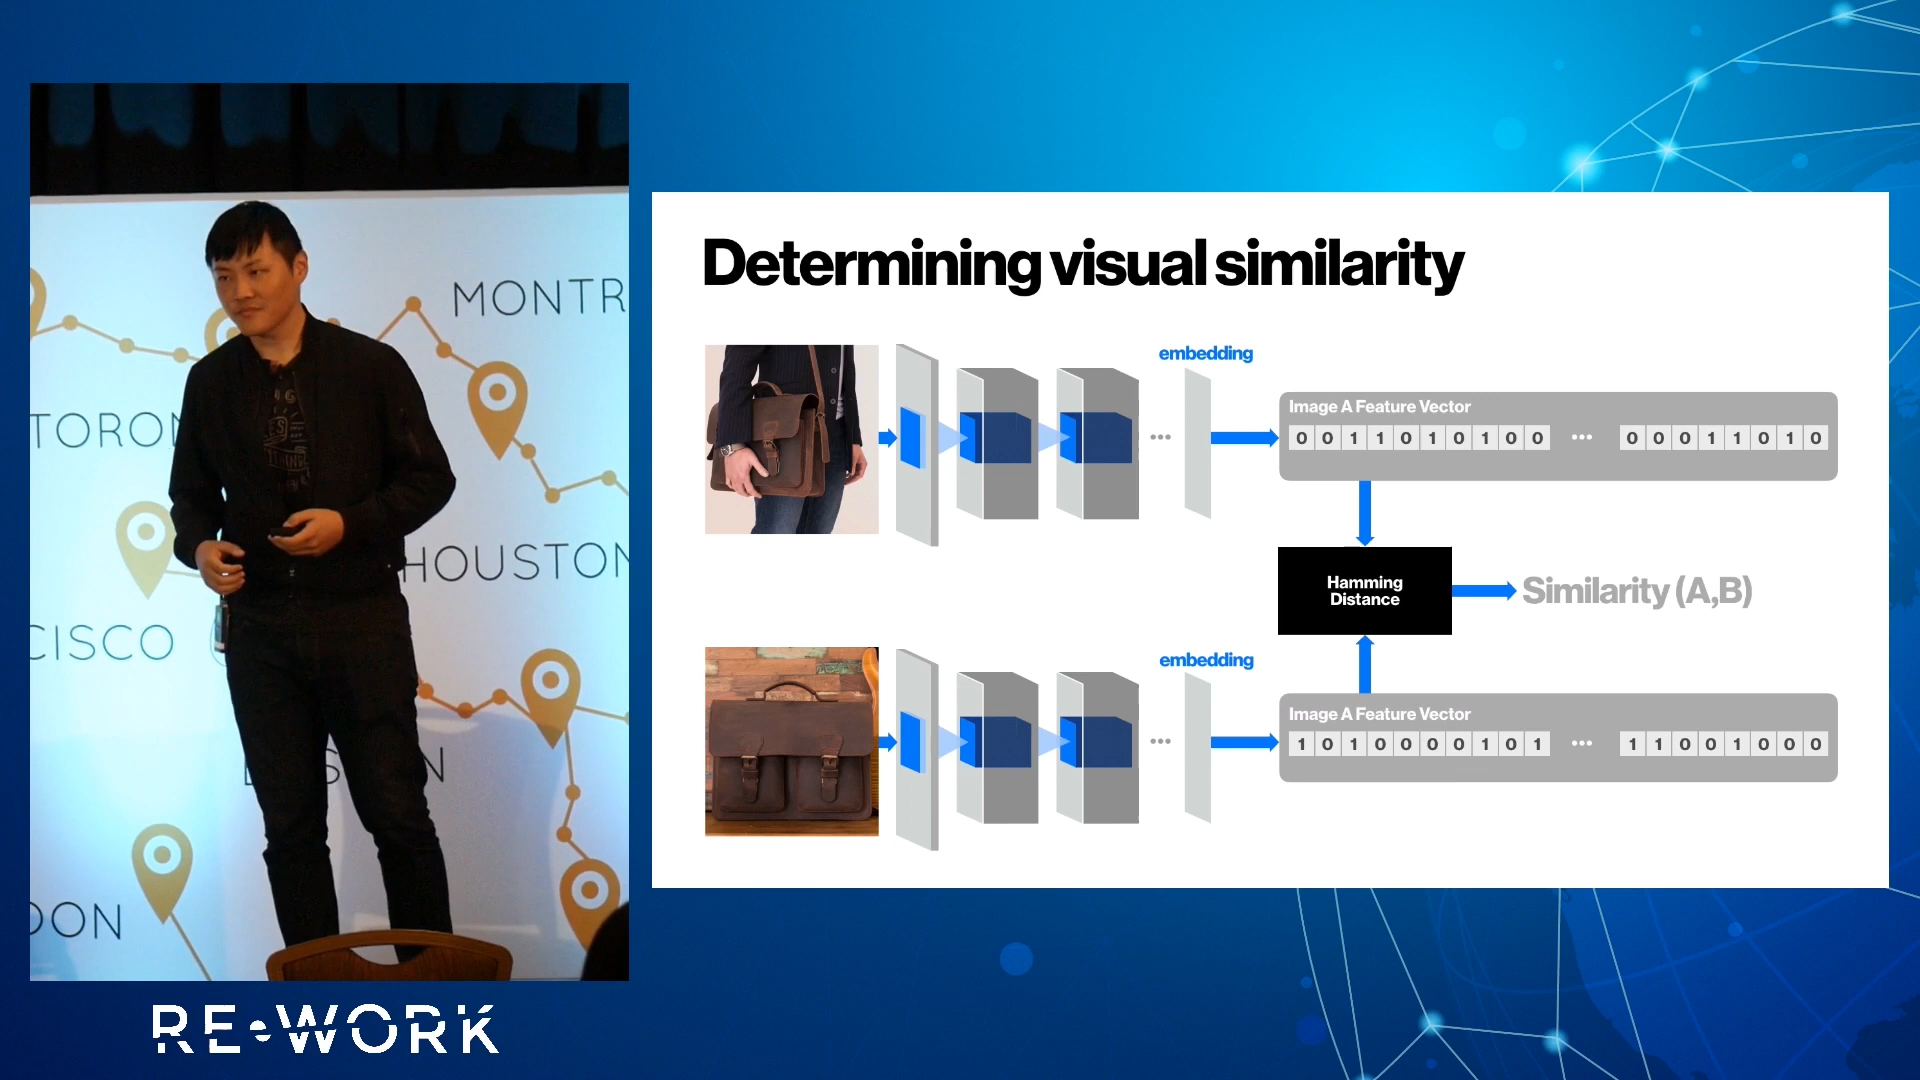 MONTR
TORON
HOUSTON
CISCO
DON
RE•WORK
Determining visual similarity
embedding
Image A Feature Vector
0 0 1 1 0 1 0 1 0 0 ... 0 0 0 1 1 0 1 0
Hamming
Distance
Similarity (A,B)
embedding
Image A Feature Vector
1 0 1 0 0 0 0 1 0 1 ... 1 1 0 0 1 0 0 0